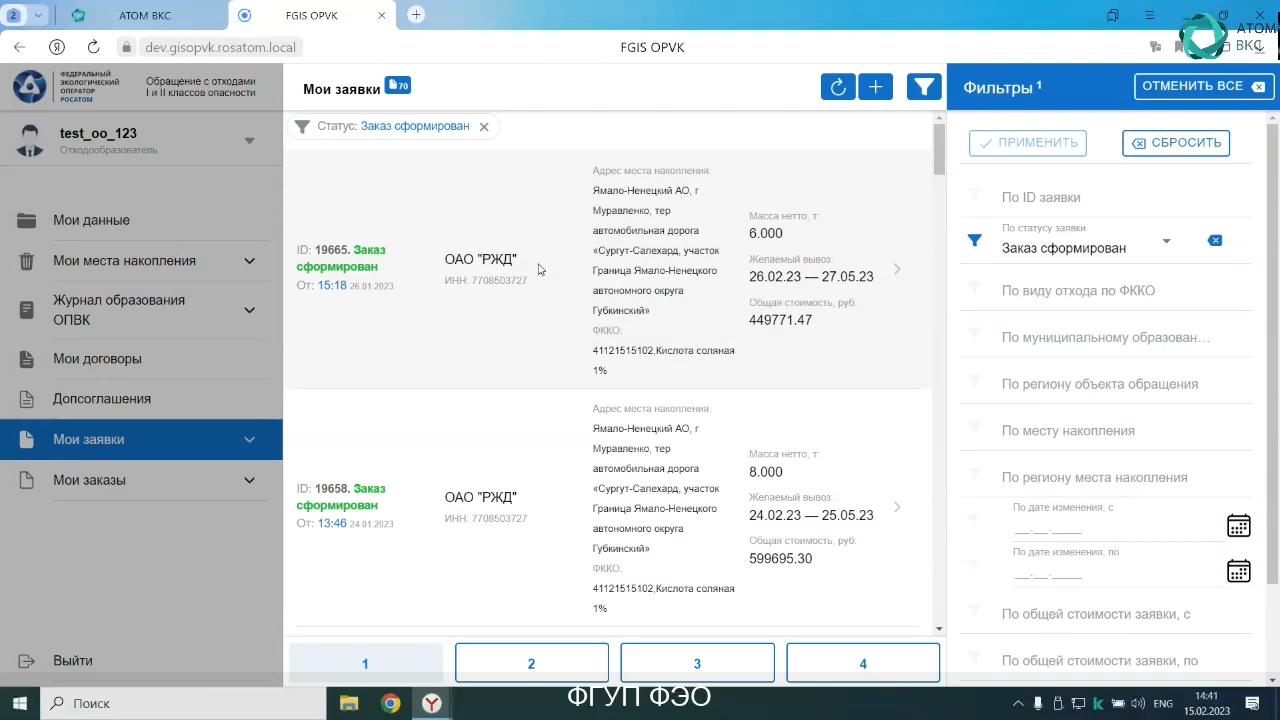 2
АТОМ ВКС
FGIS OPVK
dev.gisopvk.rosatom.local
FGIS OPVK
АТОМ
ВКС
ФЕДЕРАЛЬНЫЙ
ЭКОЛОГИЧЕСКИЙ
ОПЕРАТОР
РОСАТОМ
Обращение с отходами
I и II классов опасности
test_oo_123
Отходообразователь
Мои данные
Мои места накопления
Журнал образования
ОПВК
Мои договоры
Допсоглашения
Мои заявки
Мои заказы
Выйти
Мои заявки 70
Статус: Заказ сформирован
ID: 19665. Заказ
сформирован
От: 15:18 26.01.2023
ОАО "РЖД"
ИНН: 7708503727
Адрес места накопления:
Ямало-Ненецкий АО, г
Муравленко, тер
автомобильная дорога
«Сургут-Салехард, участок
Граница Ямало-Ненецкого
автономного округа
Губкинский»
ФККО:
41121515102,Кислота соляная
1%
Масса нетто, т:
6.000
Желаемый вывоз:
26.02.23 — 27.05.23
Общая стоимость, руб.
449771.47
ID: 19658. Заказ
сформирован
От: 13:46 24.01.2023
ОАО "РЖД"
ИНН: 7708503727
Адрес места накопления:
Ямало-Ненецкий АО, г
Муравленко, тер
автомобильная дорога
«Сургут-Салехард, участок
Граница Ямало-Ненецкого
автономного округа
Губкинский»
ФККО:
41121515102,Кислота соляная
1%
Масса нетто, т:
8.000
Желаемый вывоз:
24.02.23 — 25.05.23
Общая стоимость, руб.
599695.30
1
2
3
4
Фильтры 1
ОТМЕНИТЬ ВСЕ
ПРИМЕНИТЬ
СБРОСИТЬ
По ID заявки
По статусу заявки
Заказ сформирован
По виду отхода по ФККО
По муниципальному образован…
По региону объекта обращения
По месту накопления
По региону места накопления
По дате изменения, с
__.__.____
По дате изменения, по
__.__.____
По общей стоимости заявки, с
По общей стоимости заявки, по
Поиск
ФГУП ФЭО
ENG
14:41
15.02.2023